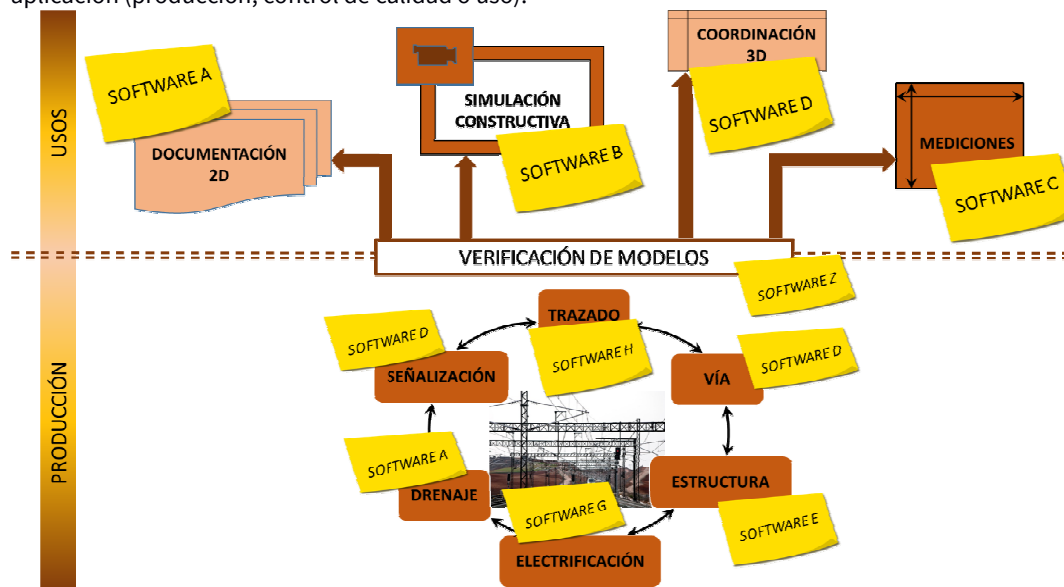 aplicación (producción, control de calidad o uso).
USOS
SOFTWARE A
DOCUMENTACIÓN
2D
SIMULACIÓN
CONSTRUCTIVA
SOFTWARE B
COORDINACIÓN
3D
SOFTWARE D
MEDICIONES
SOFTWARE C
VERIFICACIÓN DE MODELOS
SOFTWARE Z
PRODUCCIÓN
TRAZADO
SOFTWARE H
SOFTWARE D
SEÑALIZACIÓN
VÍA
SOFTWARE D
SOFTWARE A
DRENAJE
ESTRUCTURA
SOFTWARE E
SOFTWARE G
ELECTRIFICACIÓN